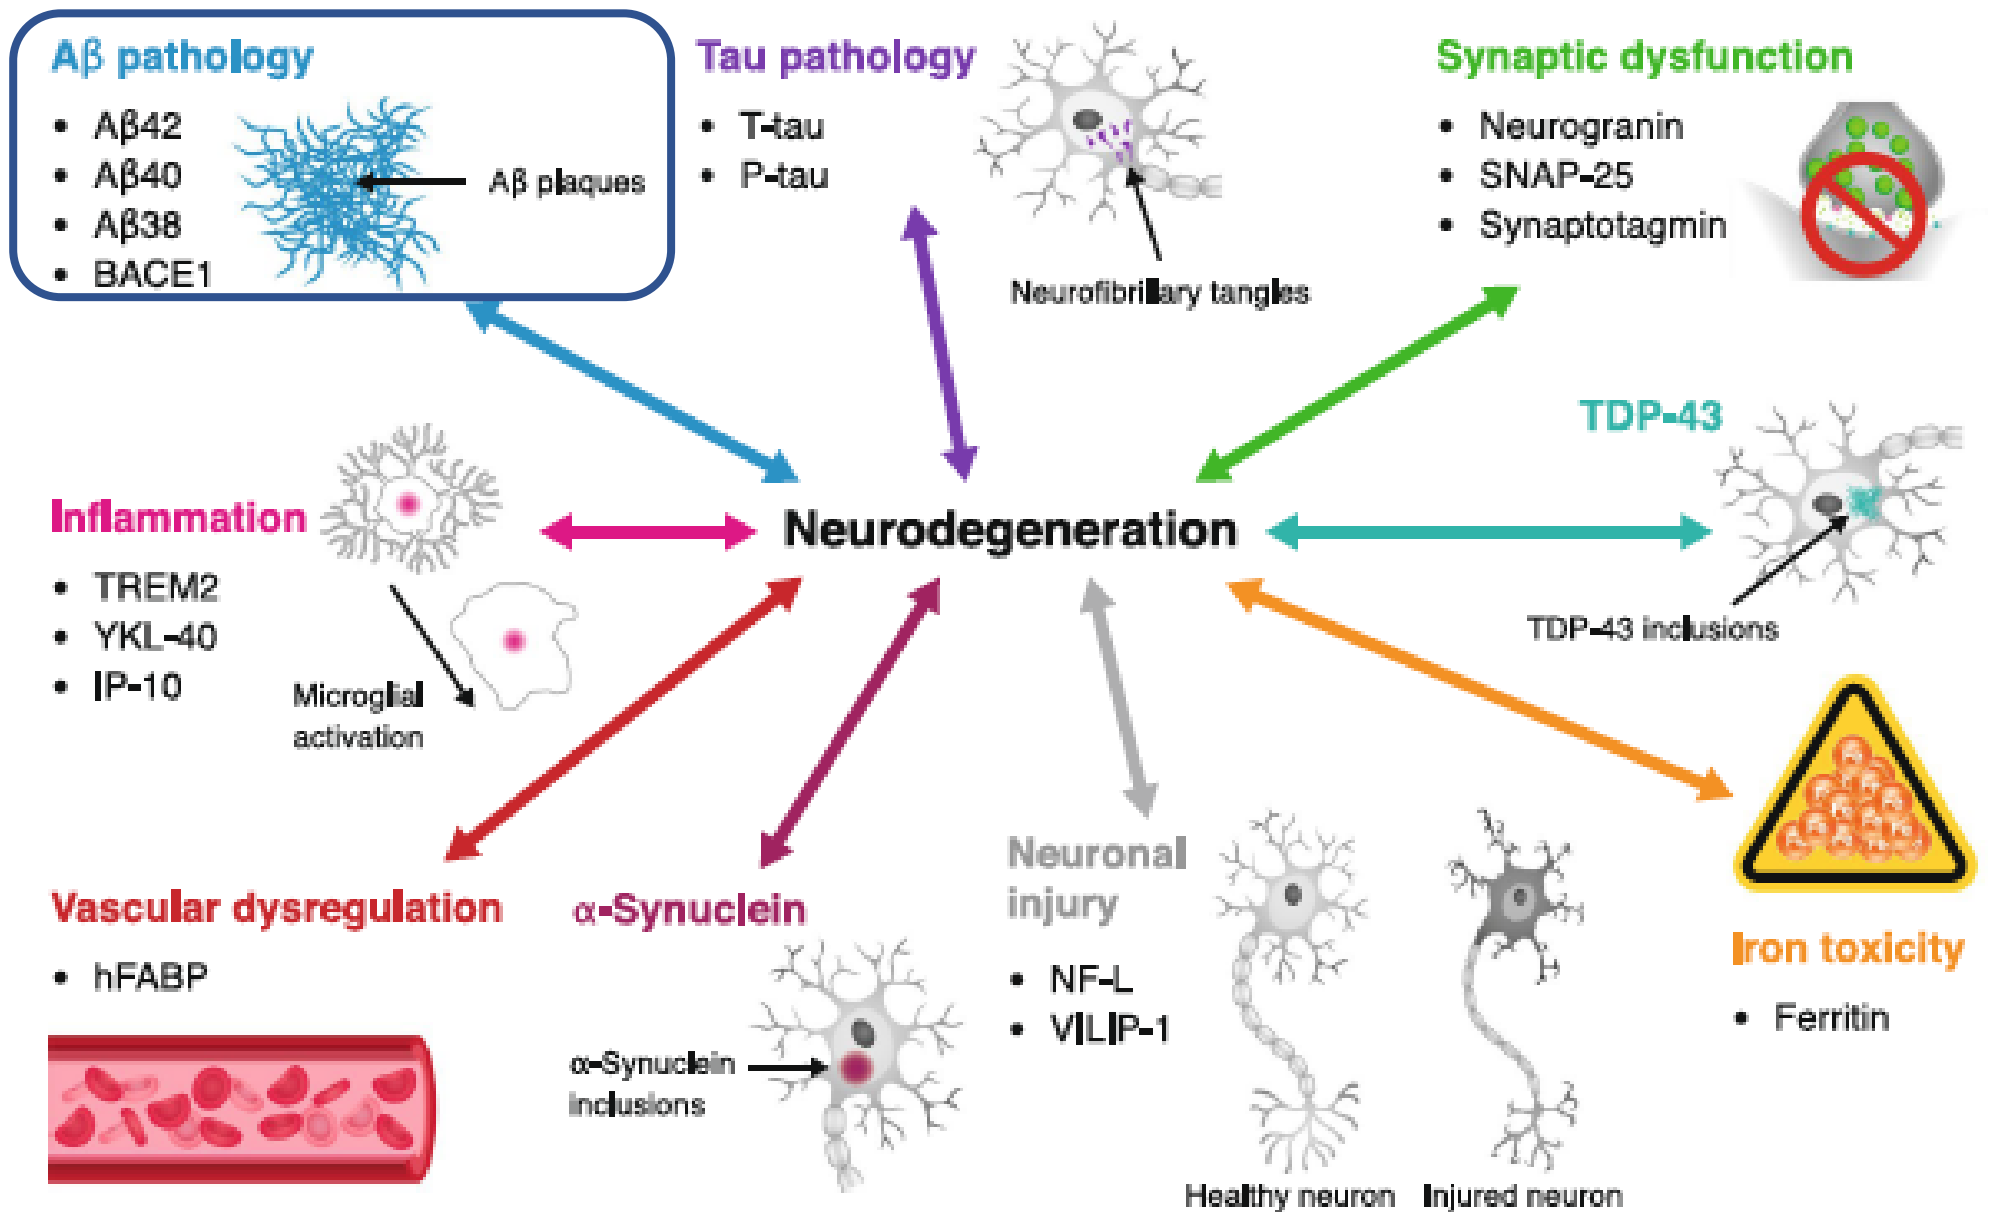 Aβ pathology
• Aβ42
• Aβ40
• Aβ38
• BACE1
Aβ plaques
Tau pathology
• T-tau
• P-tau
Neurofibrillary tangles
Synaptic dysfunction
• Neurogranin
• SNAP-25
• Synaptotagmin
TDP-43
TDP-43 inclusions
Inflammation
• TREM2
• YKL-40
• IP-10
Microglial
activation
Neurodegeneration
Vascular dysregulation
• hFABP
α-Synuclein
α-Synuclein
inclusions
Neuronal
injury
• NF-L
• VILIP-1
Healthy neuron
Injured neuron
Iron toxicity
• Ferritin